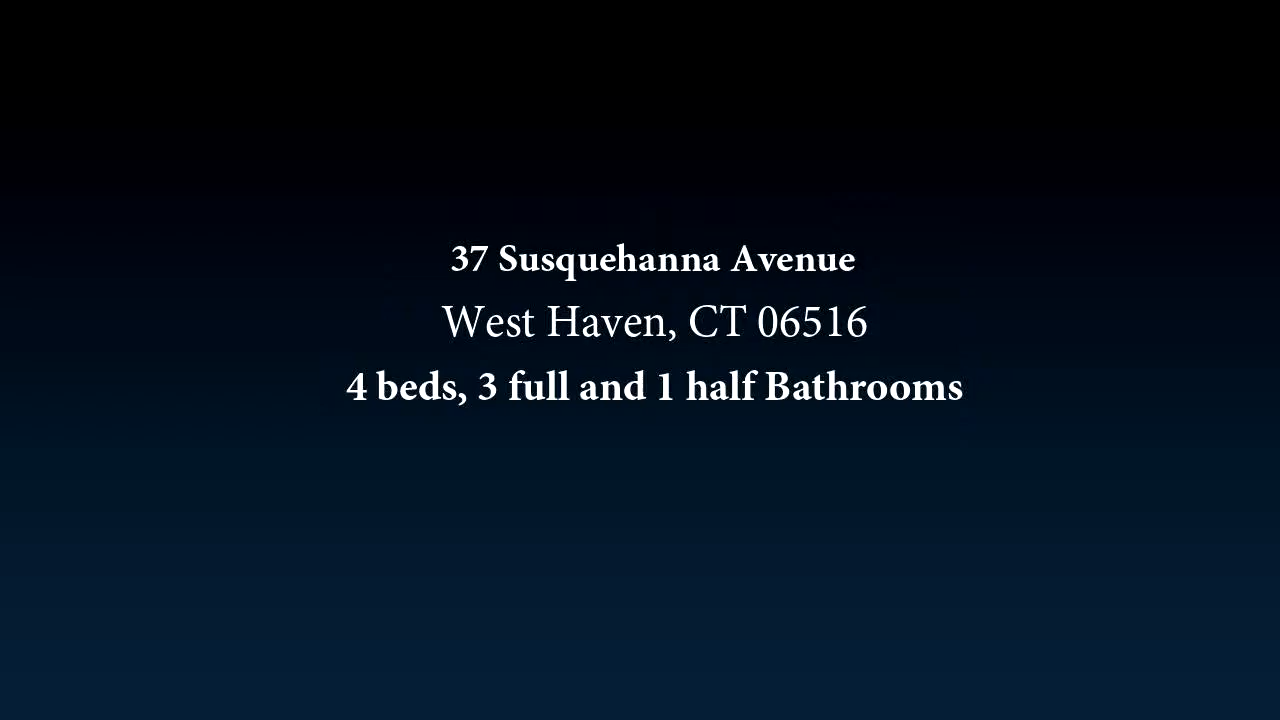 37 Susquehanna Avenue
West Haven, CT 06516
4 beds, 3 full and 1 half Bathrooms